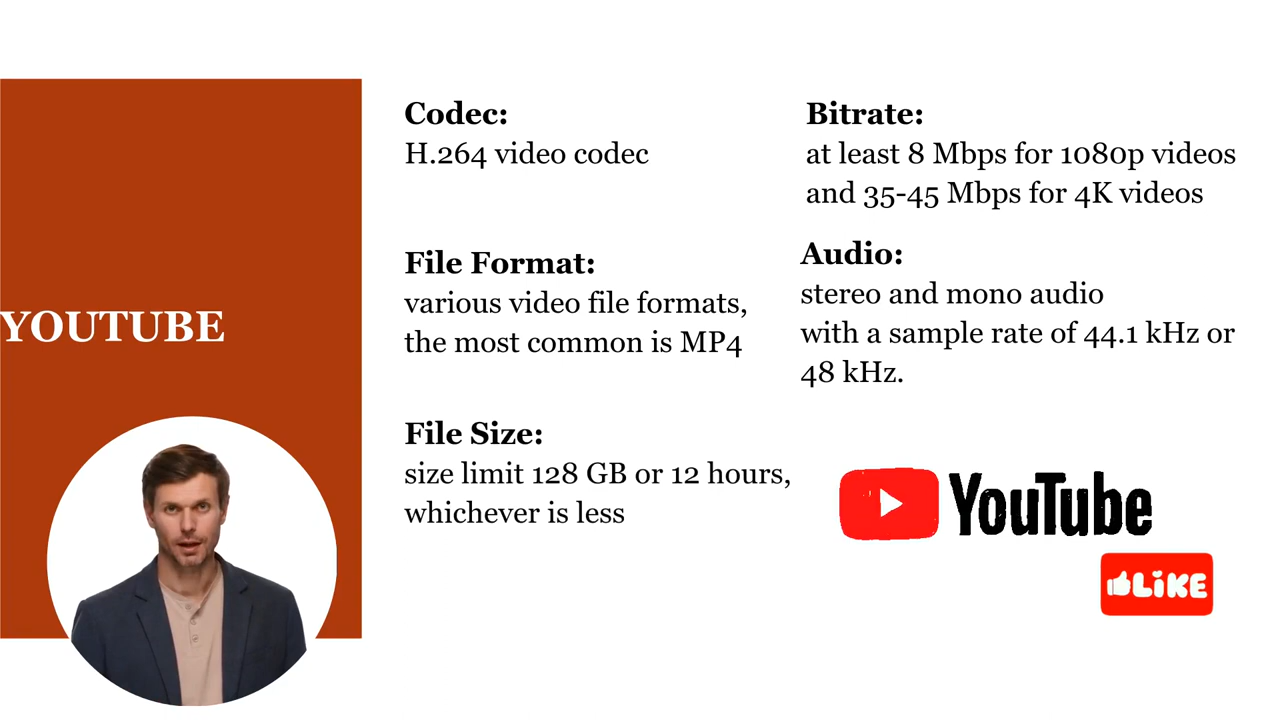 YOUTUBE
Codec:
H.264 video codec
File Format:
various video file formats,
the most common is MP4
File Size:
size limit 128 GB or 12 hours,
whichever is less
Bitrate:
at least 8 Mbps for 1080p videos
and 35-45 Mbps for 4K videos
Audio:
stereo and mono audio
with a sample rate of 44.1 kHz or
48 kHz.
YouTube
LiKE